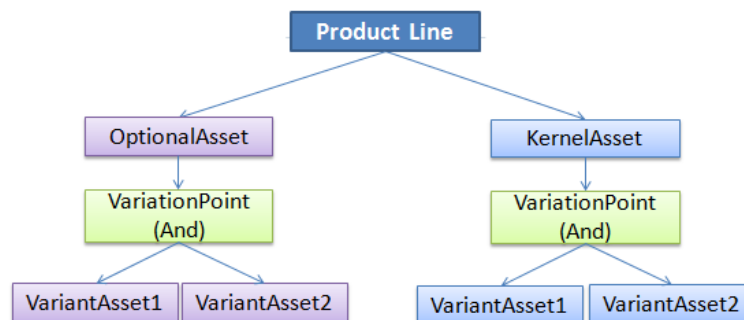 Product Line
OptionalAsset
KernelAsset
VariationPoint
(And)
VariationPoint
(And)
VariantAsset1
VariantAsset2
VariantAsset1
VariantAsset2